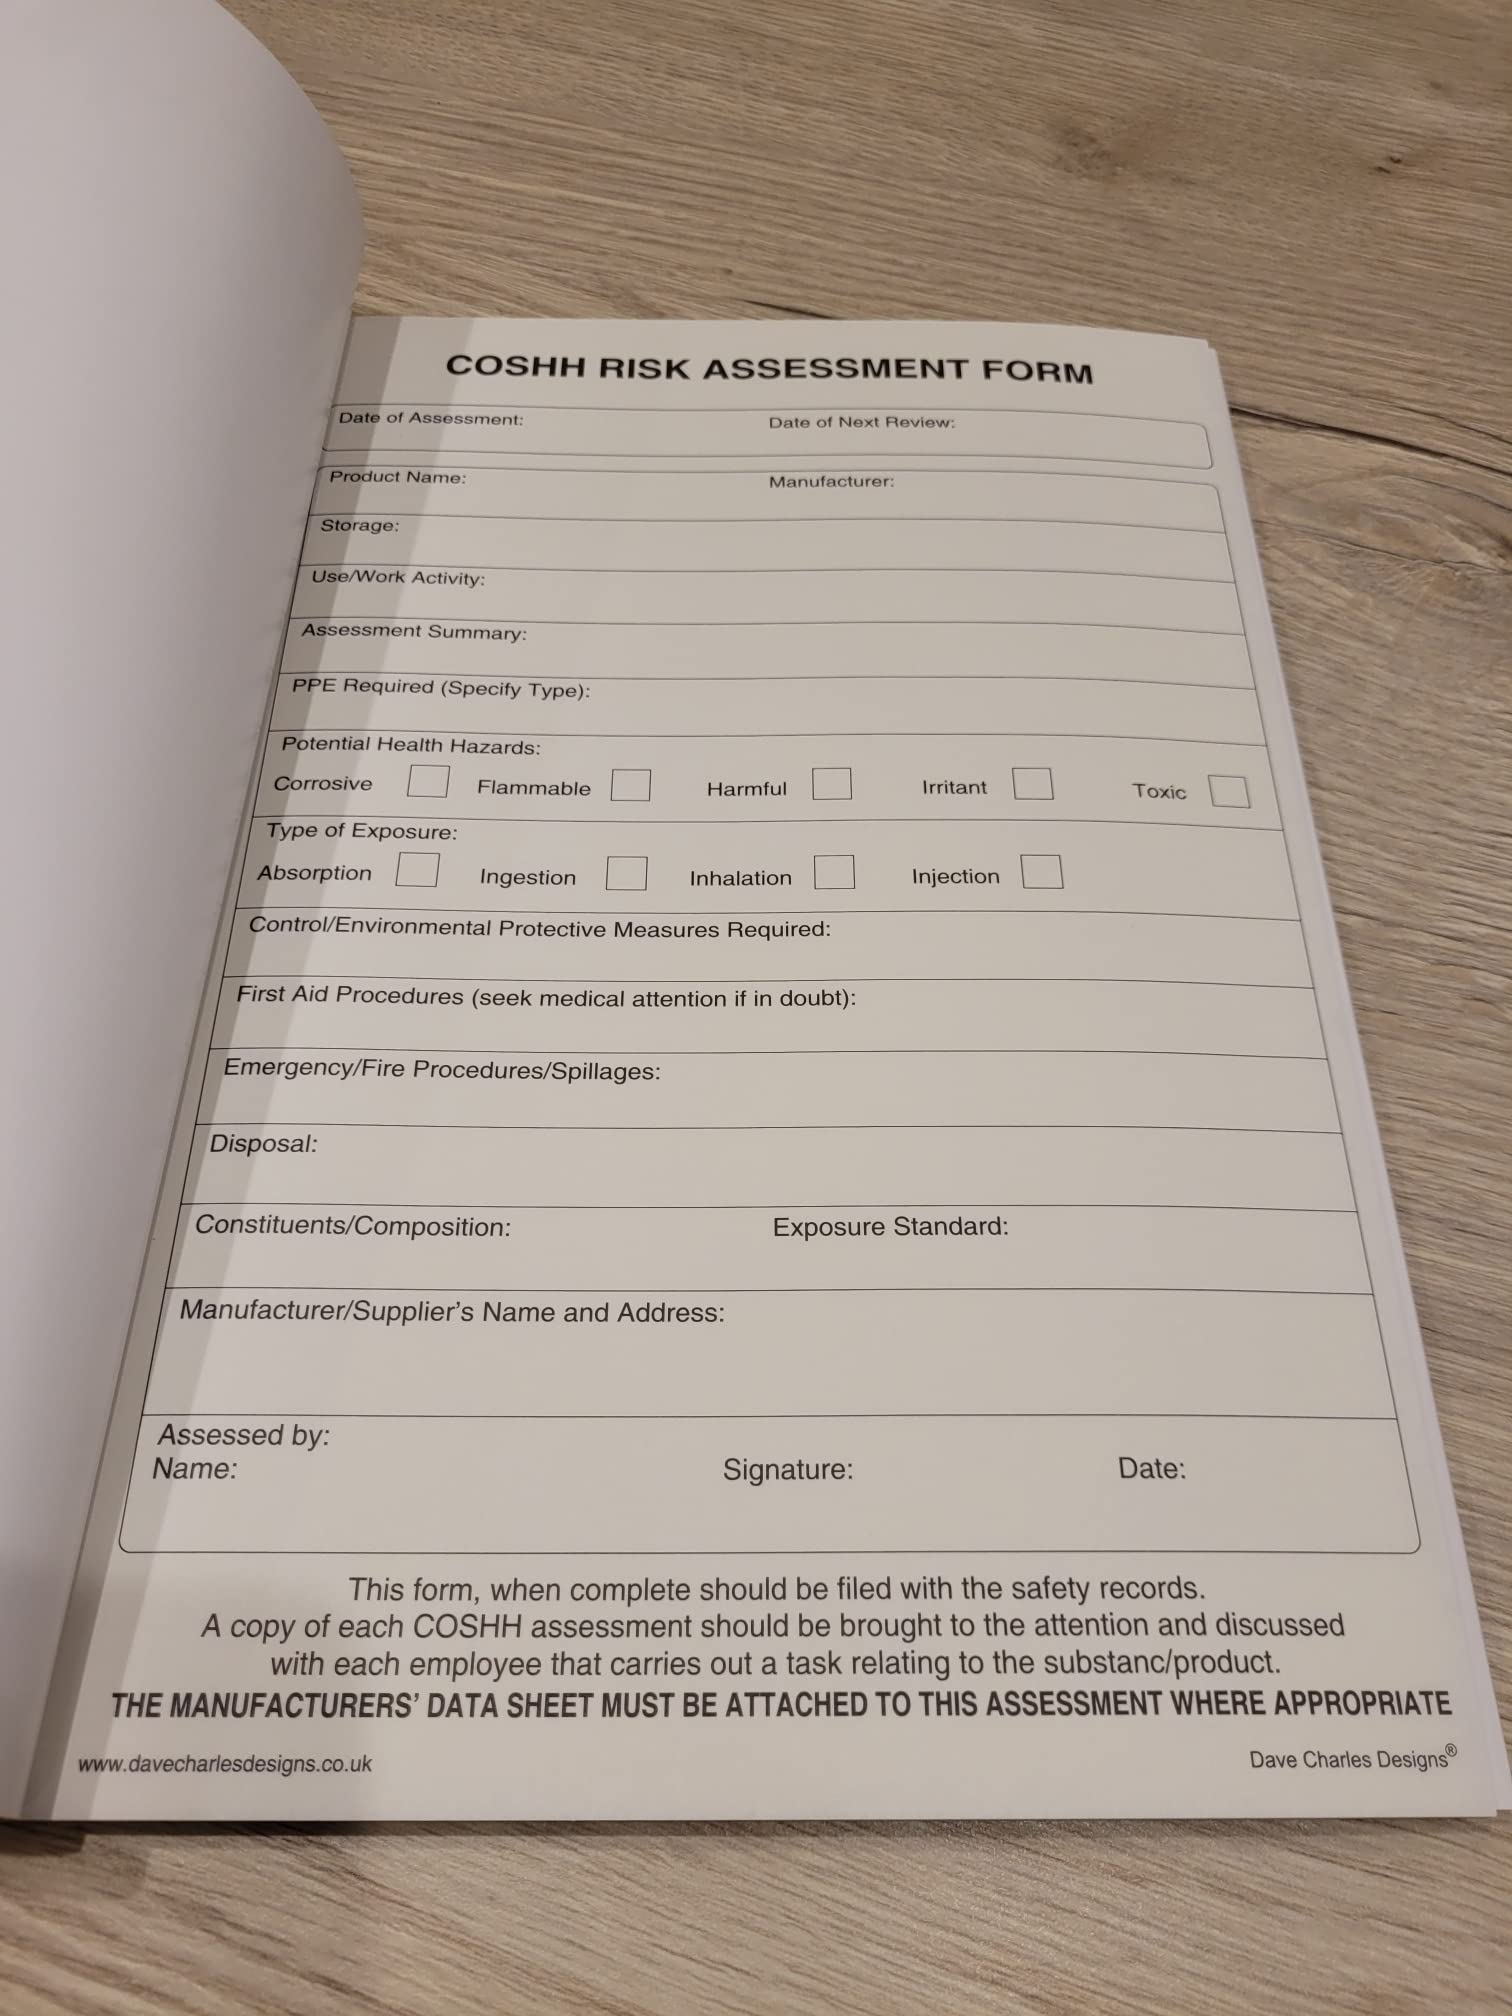 COSHH RISK ASSESSMENT FORM
Date of Assessment: Date of Next Review:
Product Name: Manufacturer:
Storage:
Use/Work Activity:
Assessment Summary:
PPE Required (Specify Type):
Potential Health Hazards:
Corrosive Flammable Harmful Irritant Toxic
Type of Exposure:
Absorption Ingestion Inhalation Injection
Control/Environmental Protective Measures Required:
First Aid Procedures (seek medical attention if in doubt):
Emergency/Fire Procedures/Spillages:
Disposal:
Constituents/Composition: Exposure Standard:
Manufacturer/Supplier's Name and Address:
Assessed by:
Name: Signature: Date:
This form, when complete should be filed with the safety records.
A copy of each COSHH assessment should be brought to the attention and discussed
with each employee that carries out a task relating to the substanc/product.
THE MANUFACTURERS' DATA SHEET MUST BE ATTACHED TO THIS ASSESSMENT WHERE APPROPRIATE
www.davecharlesdesigns.co.uk Dave Charles Designs®